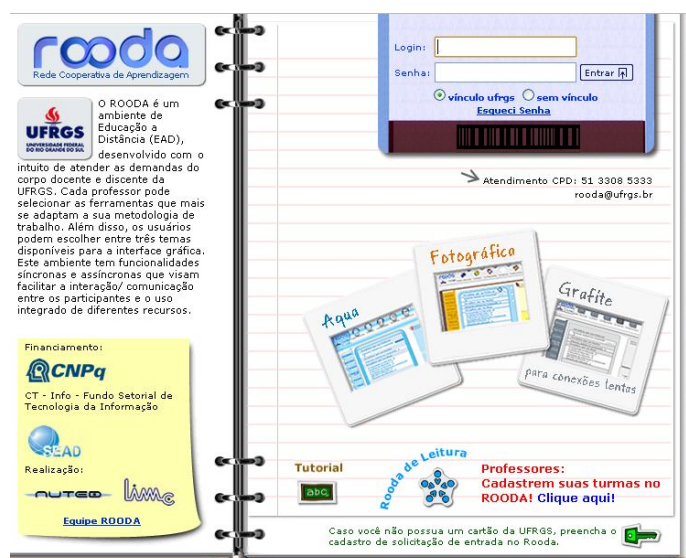 rooda
Rede Cooperativa de Aprendizagem
UFRGS
UNIVERSIDADE FEDERAL
DO RIO GRANDE DO SUL
O ROODA é um
ambiente de
Educação a
Distância (EAD),
desenvolvido com o
intuito de atender as demandas do
corpo docente e discente da
UFRGS. Cada professor pode
selecionar as ferramentas que mais
se adaptam a sua metodologia de
trabalho. Além disso, os usuários
podem escolher entre três temas
disponíveis para a interface gráfica.
Este ambiente tem funcionalidades
síncronas e assíncronas que visam
facilitar a interação/ comunicação
entre os participantes e o uso
integrado de diferentes recursos.
Financiamento:
CNPq
CT - Info - Fundo Setorial de
Tecnologia da Informação
SEAD
Realização:
NUTED
Equipe ROODA
Login:
Senha:
Entrar
vínculo ufrgs
sem vínculo
Esqueci Senha
Atendimento CPD: 51 3308 5333
rooda@ufrgs.br
Aqua
Fotográfico
Grafite
para conexões lentas
Tutorial
abc
Rooda de Leitura
Professores:
Cadastrem suas turmas no
ROODA! Clique aqui!
Caso você não possua um cartão da UFRGS, preencha o
cadastro de solicitação de entrada no Rooda.